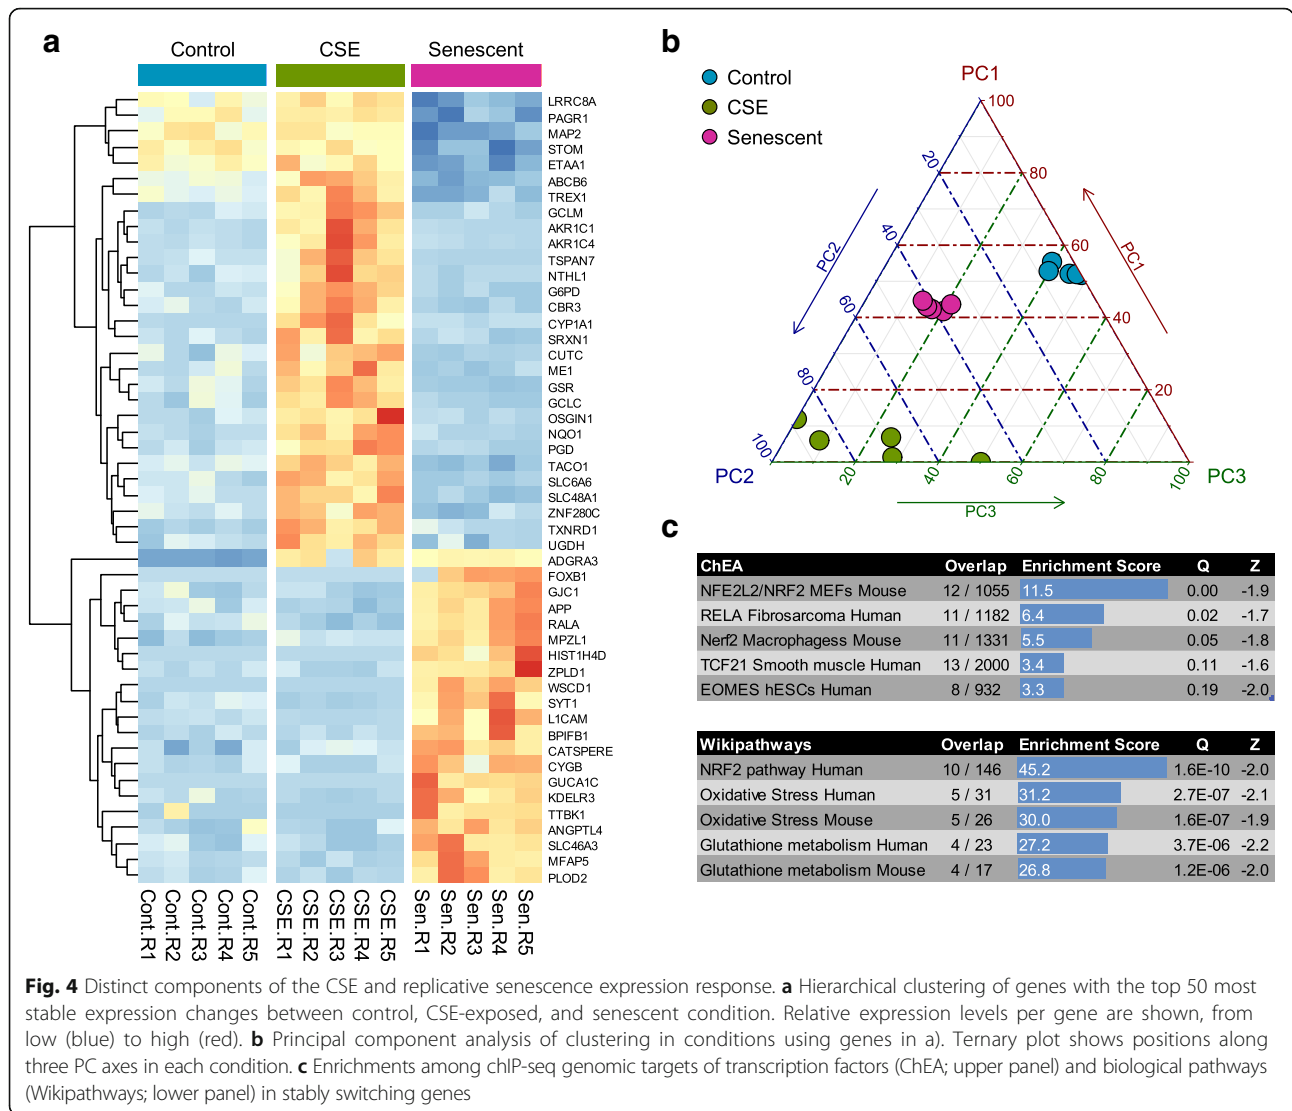 a
Control CSE Senescent
LRRC8A
PAGR1
MAP2
STOM
ETAA1
ABCB6
TREX1
GCLM
AKR1C1
AKR1C4
TSPAN7
NTHL1
G6PD
CBR3
CYP1A1
SRXN1
CUTC
ME1
GSR
GCLC
OSGIN1
NQO1
PGD
TACO1
SLC6A6
SLC48A1
ZNF280C
TXNRD1
UGDH
ADGRA3
FOXB1
GJC1
APP
RALA
MPZL1
HIST1H4D
ZPLD1
WSCD1
SYT1
L1CAM
BPIFB1
CATSPERE
CYGB
GUCA1C
KDELR3
TTBK1
ANGPTL4
SLC46A3
MFAP5
PLOD2
Cont.R1 Cont.R2 Cont.R3 Cont.R4 Cont.R5 CSE.R1 CSE.R2 CSE.R3 CSE.R4 CSE.R5 Sen.R1 Sen.R2 Sen.R3 Sen.R4 Sen.R5
b
Control
CSE
Senescent
PC1
100
80
60
40
20
20
40
60
80
100
PC2
PC1
PC2
PC3
20 40 60 80 100
PC3
c
ChEA Overlap Enrichment Score Q Z
NFE2L2/NRF2 MEFs Mouse 12 / 1055 11.5 0.00 -1.9
RELA Fibrosarcoma Human 11 / 1182 6.4 0.02 -1.7
Nerf2 Macrophagess Mouse 11 / 1331 5.5 0.05 -1.8
TCF21 Smooth muscle Human 13 / 2000 3.4 0.11 -1.6
EOMES hESCs Human 8 / 932 3.3 0.19 -2.0
Wikipathways Overlap Enrichment Score Q Z
NRF2 pathway Human 10 / 146 45.2 1.6E-10 -2.0
Oxidative Stress Human 5 / 31 31.2 2.7E-07 -2.1
Oxidative Stress Mouse 5 / 26 30.0 1.6E-07 -1.9
Glutathione metabolism Human 4 / 23 27.2 3.7E-06 -2.2
Glutathione metabolism Mouse 4 / 17 26.8 1.2E-06 -2.0
Fig. 4 Distinct components of the CSE and replicative senescence expression response. a Hierarchical clustering of genes with the top 50 most
stable expression changes between control, CSE-exposed, and senescent condition. Relative expression levels per gene are shown, from
low (blue) to high (red). b Principal component analysis of clustering in conditions using genes in a). Ternary plot shows positions along
three PC axes in each condition. c Enrichments among chIP-seq genomic targets of transcription factors (ChEA; upper panel) and biological pathways
(Wikipathways; lower panel) in stably switching genes